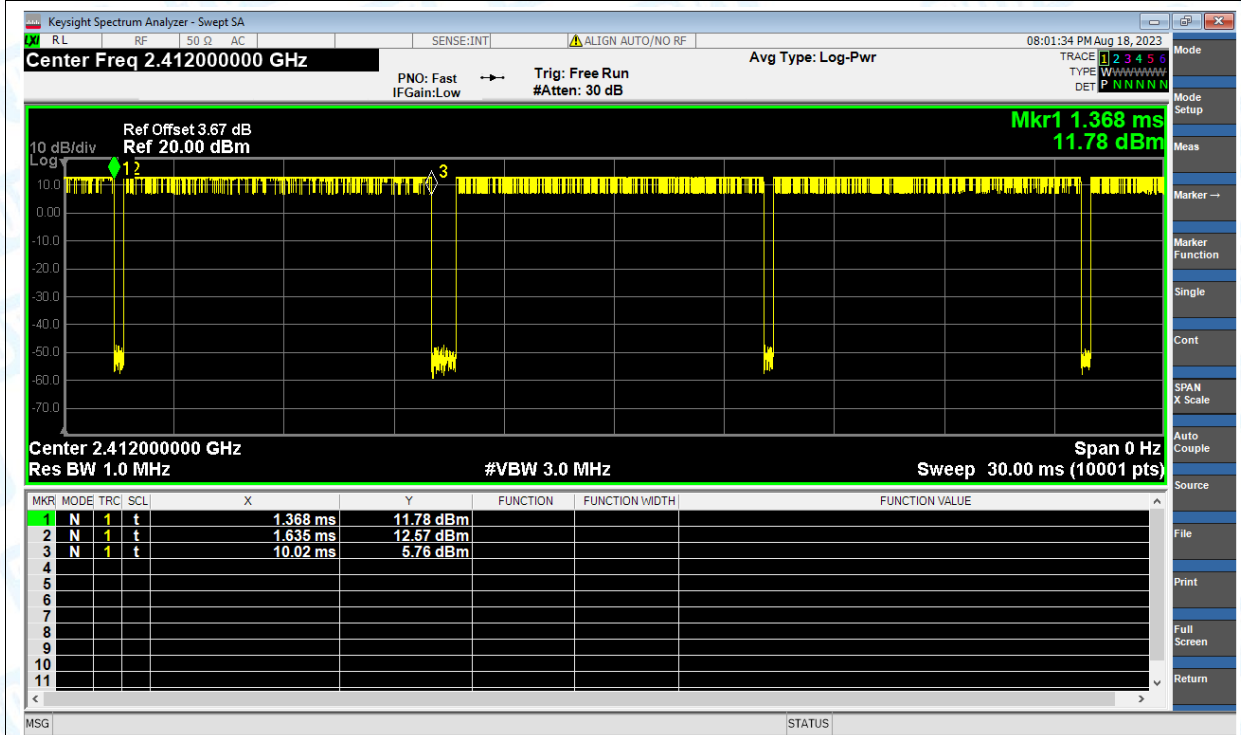 Keysight Spectrum Analyzer - Swept SA
LXI RL RF 50 Ω AC SENSE:INT ALIGN AUTO/NO RF 08:01:34 PM Aug 18, 2023
Center Freq 2.412000000 GHz
Avg Type: Log-Pwr
TRACE 1 2 3 4 5 6
PNO: Fast Trig: Free Run
TYPE WWWWWW
IFGain:Low #Atten: 30 dB
DET P N N N N N
Ref Offset 3.67 dB
Mkr1 1.368 ms
10 dB/div Ref 20.00 dBm
11.78 dBm
Log
1 2 3
10.0
0.00
-10.0
-20.0
-30.0
-40.0
-50.0
-60.0
-70.0
Center 2.412000000 GHz Span 0 Hz
Res BW 1.0 MHz #VBW 3.0 MHz Sweep 30.00 ms (10001 pts)
MKR MODE TRC SCL X Y FUNCTION FUNCTION WIDTH FUNCTION VALUE
1 N 1 t 1.368 ms 11.78 dBm
2 N 1 t 1.635 ms 12.57 dBm
3 N 1 t 10.02 ms 5.76 dBm
4
5
6
7
8
9
10
11
MSG STATUS
Mode
Mode
Setup
Meas
Marker→
Marker
Function
Single
Cont
SPAN
X Scale
Auto
Couple
Source
File
Print
Full
Screen
Return